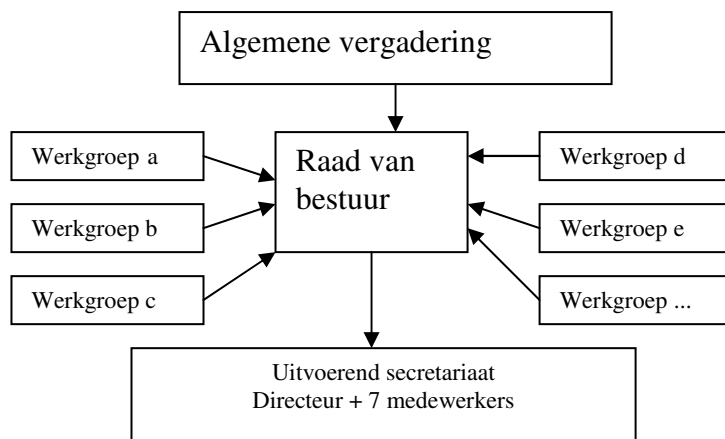 Algemene vergadering
Werkgroep a
Raad van
bestuur
Werkgroep d
Werkgroep b
Werkgroep e
Werkgroep c
Werkgroep ...
Uitvoerend secretariaat
Directeur + 7 medewerkers